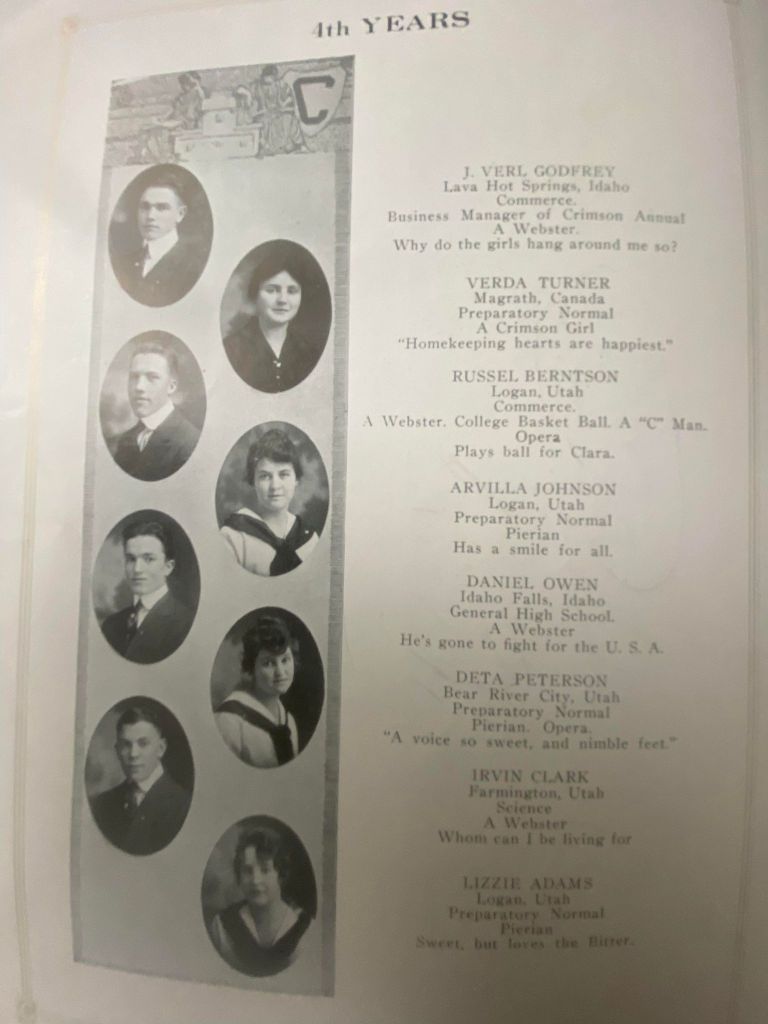 4th YEARS
C
J. VERL GODFREY
Lava Hot Springs, Idaho
Commerce.
Business Manager of Crimson Annual
A Webster.
Why do the girls hang around me so?
VERDA TURNER
Magrath, Canada
Preparatory Normal
A Crimson Girl
"Homekeeping hearts are happiest."
RUSSEL BERNTSON
Logan, Utah
Commerce.
A Webster. College Basket Ball. A "C" Man.
Opera
Plays ball for Clara.
ARVILLA JOHNSON
Logan, Utah
Preparatory Normal
Pierian
Has a smile for all.
DANIEL OWEN
Idaho Falls, Idaho
General High School.
A Webster
He's gone to fight for the U. S. A.
DETA PETERSON
Bear River City, Utah
Preparatory Normal
Pierian. Opera.
"A voice so sweet, and nimble feet."
IRVIN CLARK
Farmington, Utah
Science
A Webster
Whom can I be living for
LIZZIE ADAMS
Logan, Utah
Preparatory Normal
Pierian
Sweet, but loves the Bitter.